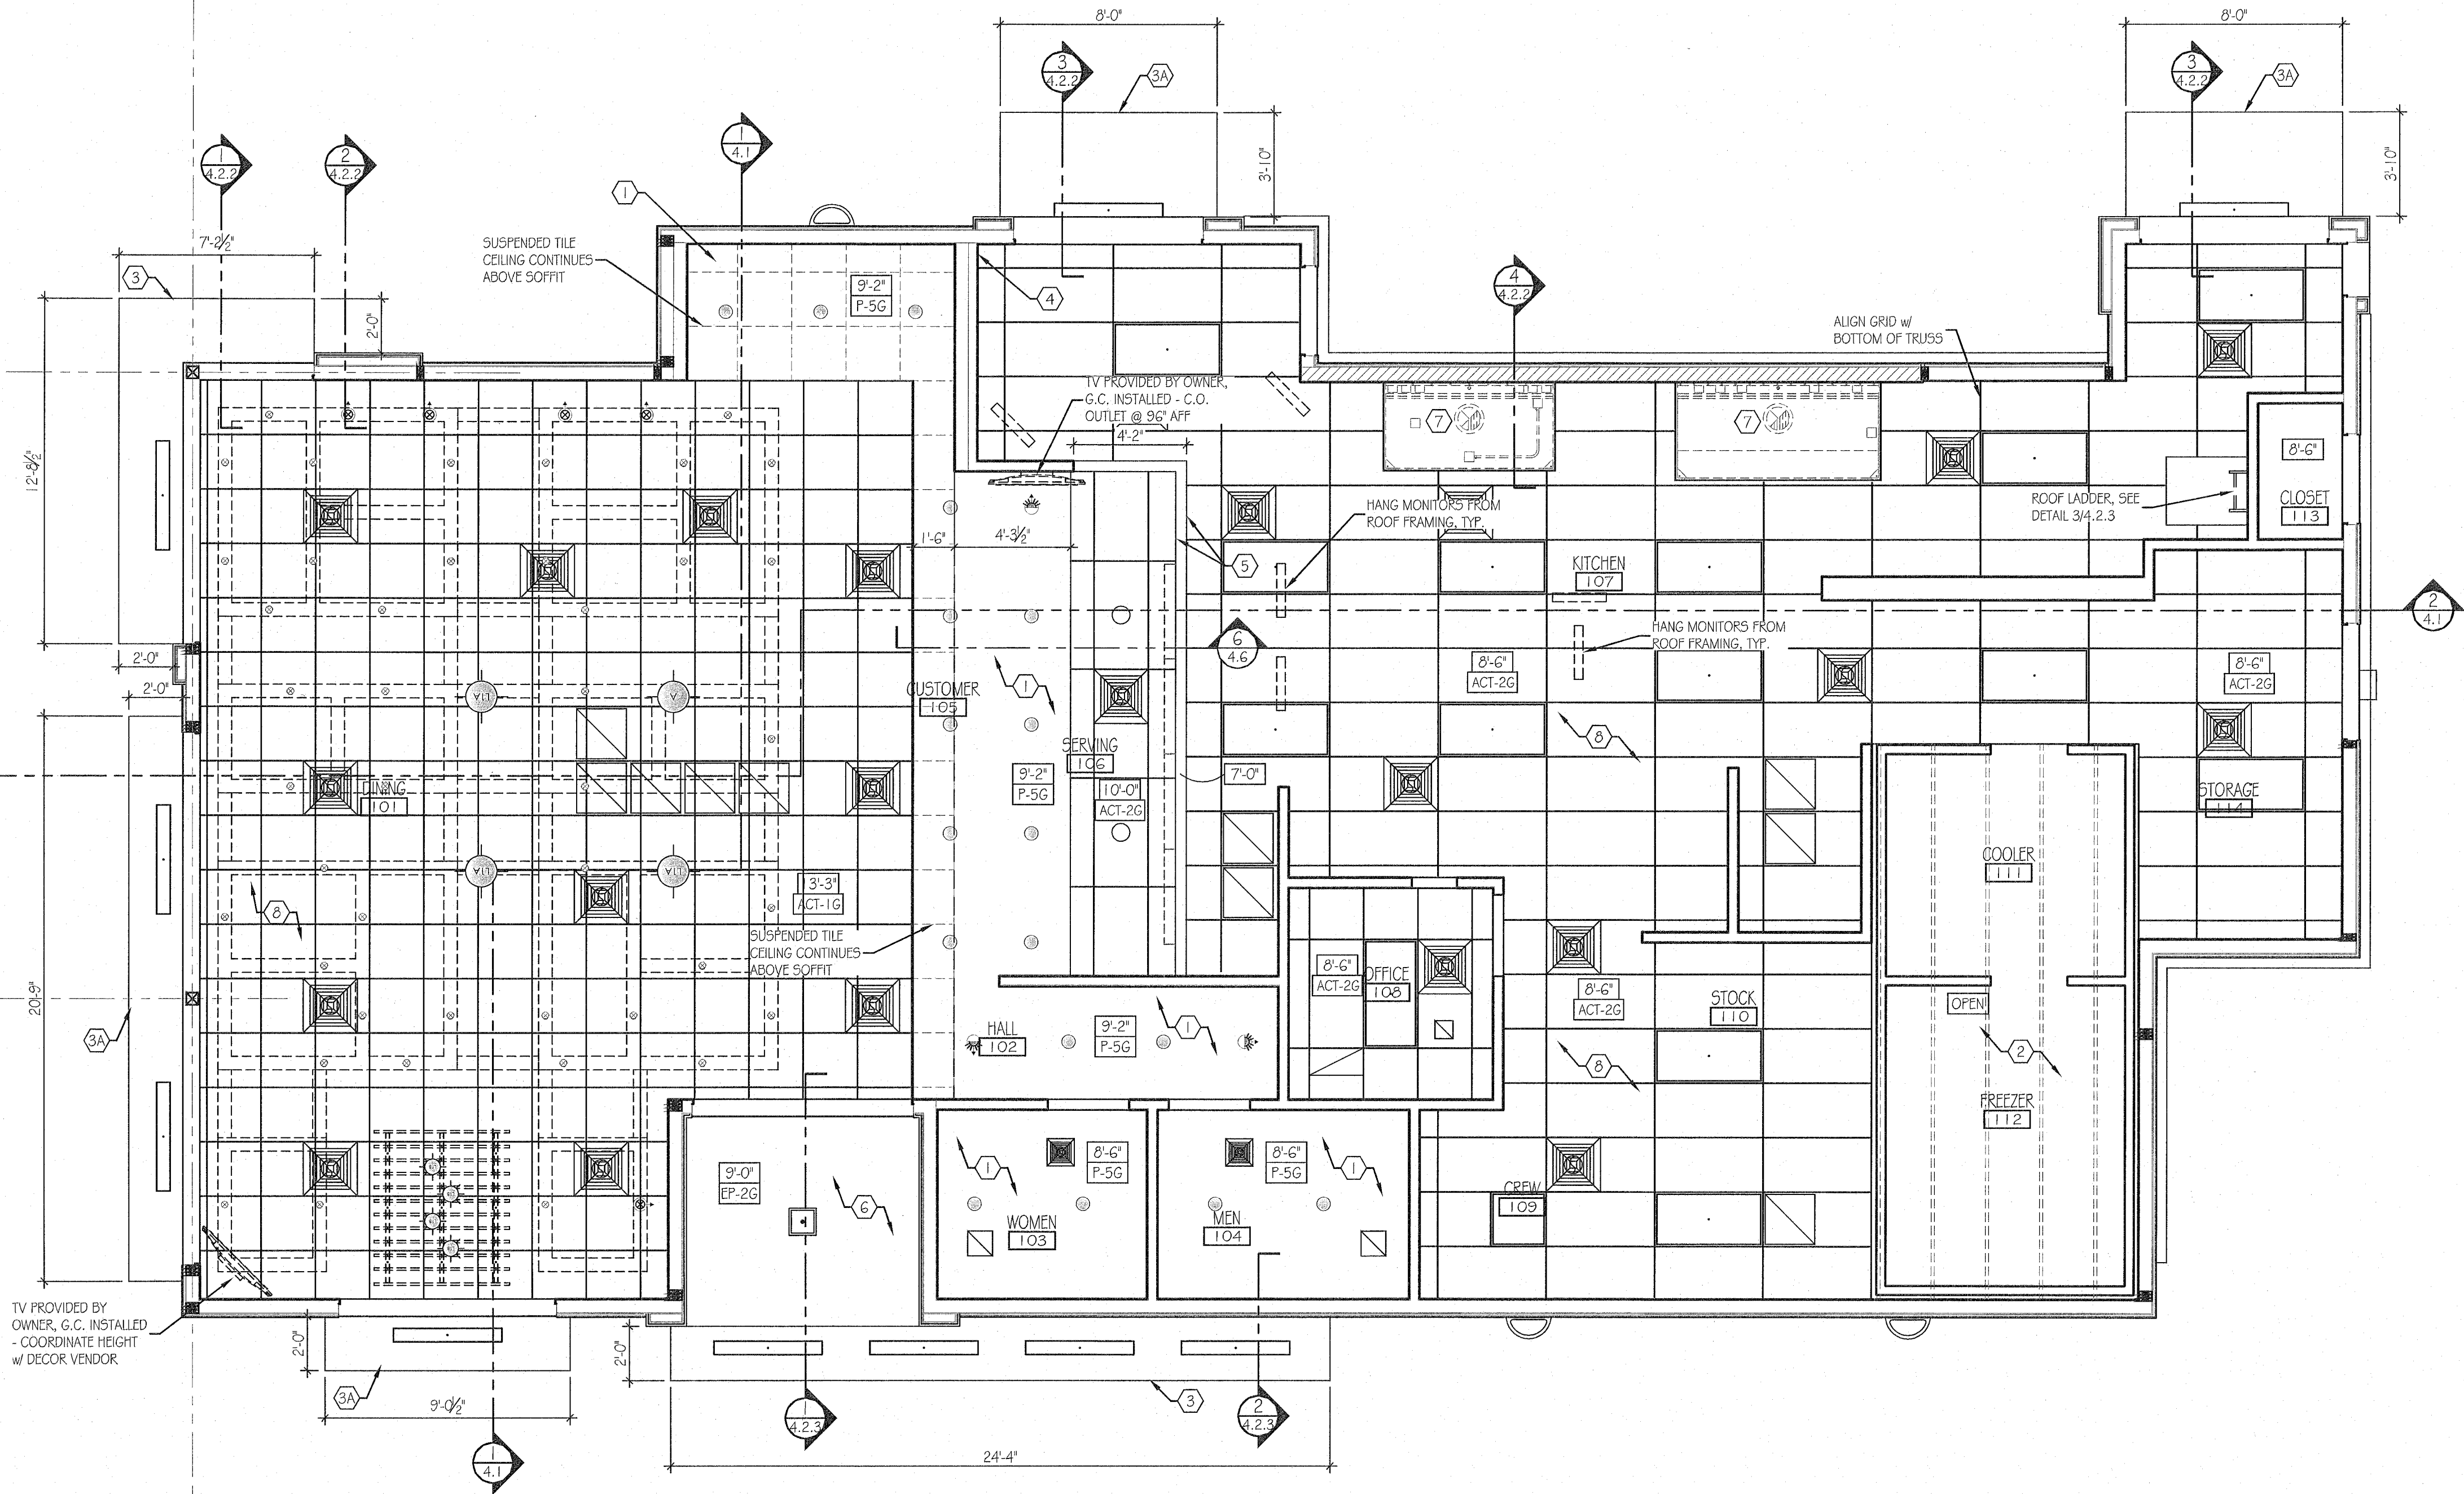 8'-0"
8'-0"
3
4.2.2
3A
3
4.2.2
3A
1
4.2.2
2
4.2.2
1
4.1
3'-10"
3'-10"
1
7'-2½"
SUSPENDED TILE
CEILING CONTINUES
ABOVE SOFFIT
3
9'-2"
P-5G
4
4
4.2.2
2'-0"
ALIGN GRID w/
BOTTOM OF TRUSS
TV PROVIDED BY OWNER,
G.C. INSTALLED - C.O.
OUTLET @ 96" AFF
4'-2"
7
7
12'-8½"
8'-6"
CLOSET
113
ROOF LADDER, SEE
DETAIL 3/4.2.3
HANG MONITORS FROM
ROOF FRAMING, TYP.
1'-6"
4'-3½"
5
KITCHEN
107
2
4.1
HANG MONITORS FROM
ROOF FRAMING, TYP.
6
4.6
2'-0"
2'-0"
8'-6"
ACT-2G
8'-6"
ACT-2G
CUSTOMER
105
1
8
SERVING
106
9'-2"
P-5G
7'-0"
10'-0"
ACT-2G
DINING
101
STORAGE
114
COOLER
111
13'-3"
ACT-1G
8
SUSPENDED TILE
CEILING CONTINUES
ABOVE SOFFIT
8'-6"
ACT-2G
OFFICE
108
8'-6"
ACT-2G
STOCK
110
OPEN
20'-9"
3A
HALL
102
9'-2"
P-5G
1
8
2
FREEZER
112
9'-0"
EP-2G
6
1
8'-6"
P-5G
8'-6"
P-5G
1
WOMEN
103
MEN
104
CREW
109
TV PROVIDED BY
OWNER, G.C. INSTALLED
- COORDINATE HEIGHT
w/ DECOR VENDOR
2'-0"
2'-0"
3A
9'-0½"
3
1
4.2.3
2
4.2.3
1
4.1
24'-4"